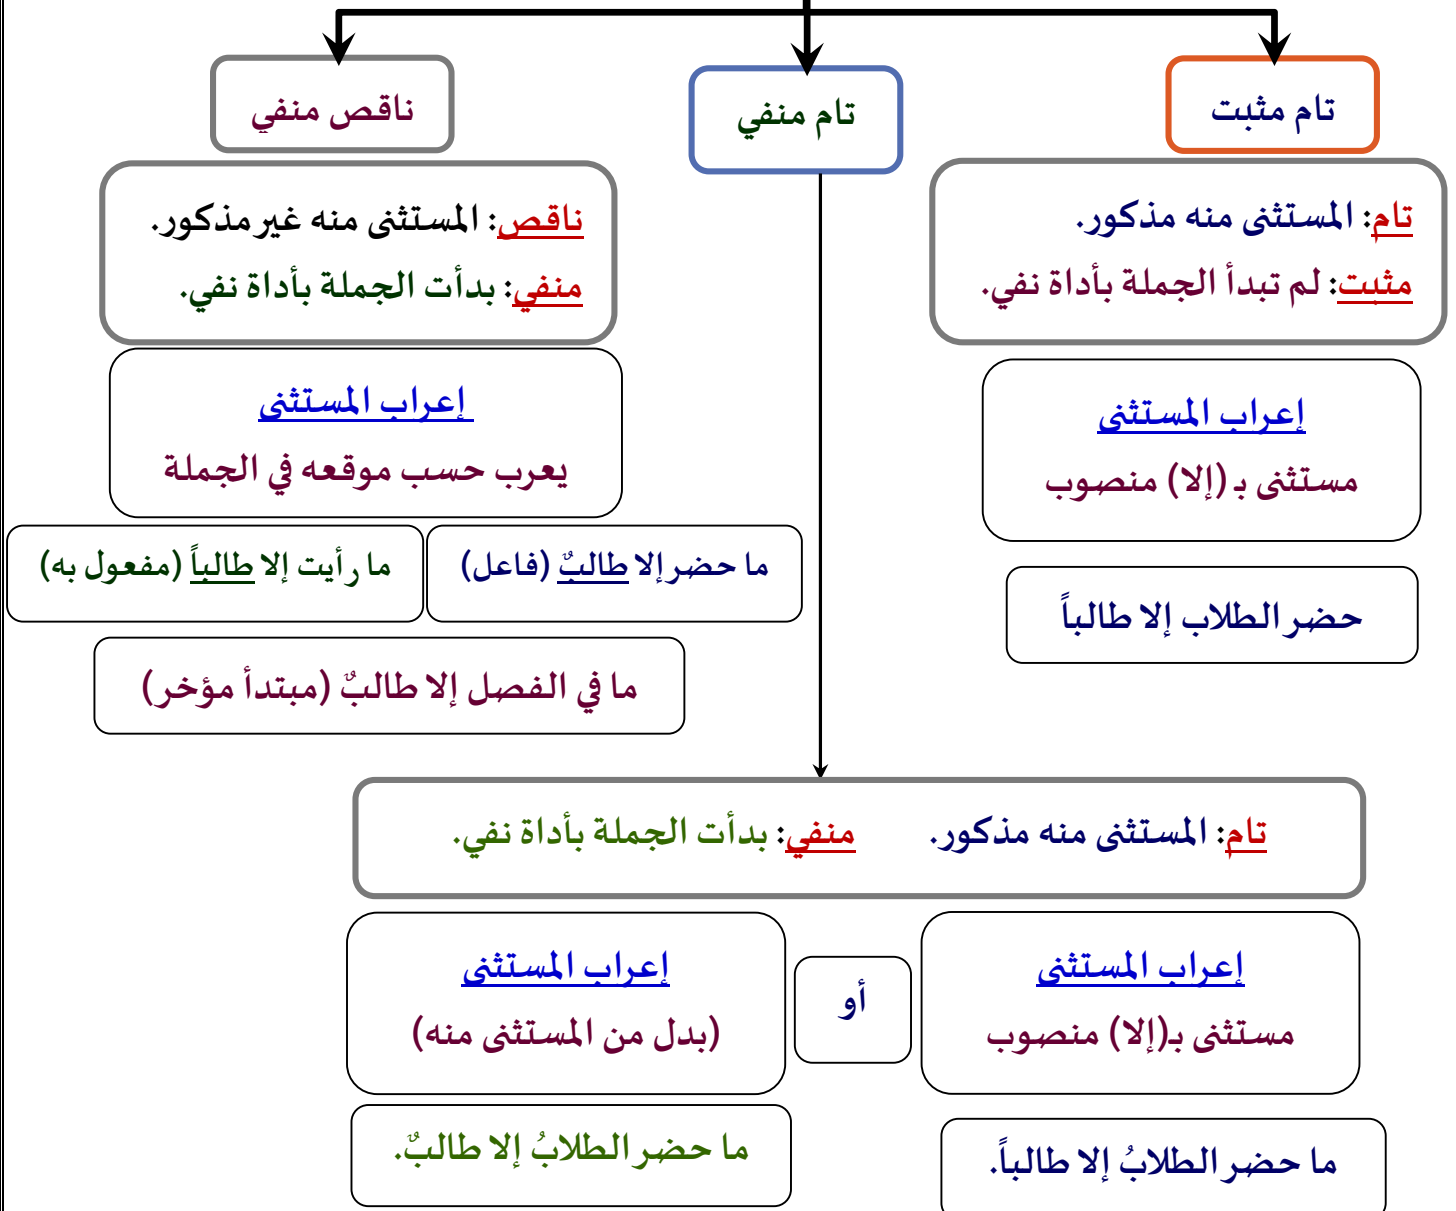 تام مثبت
تام منفي
ناقص منفي
تام: المستثنى منه مذكور.
مثبت: لم تبدأ الجملة بأداة نفي.
ناقص: المستثنى منه غير مذكور.
منفي: بدأت الجملة بأداة نفي.
إعراب المستثنى
مستثنى بـ (إلا) منصوب
إعراب المستثنى
يعرب حسب موقعه في الجملة
حضر الطلاب إلا طالباً
ما حضر إلا طالبٌ (فاعل)
ما رأيت إلا طالباً (مفعول به)
ما في الفصل إلا طالبٌ (مبتدأ مؤخر)
تام: المستثنى منه مذكور. منفي: بدأت الجملة بأداة نفي.
إعراب المستثنى
مستثنى بـ(إلا) منصوب
أو
إعراب المستثنى
(بدل من المستثنى منه)
ما حضر الطلابُ إلا طالباً.
ما حضر الطلابُ إلا طالبٌ.